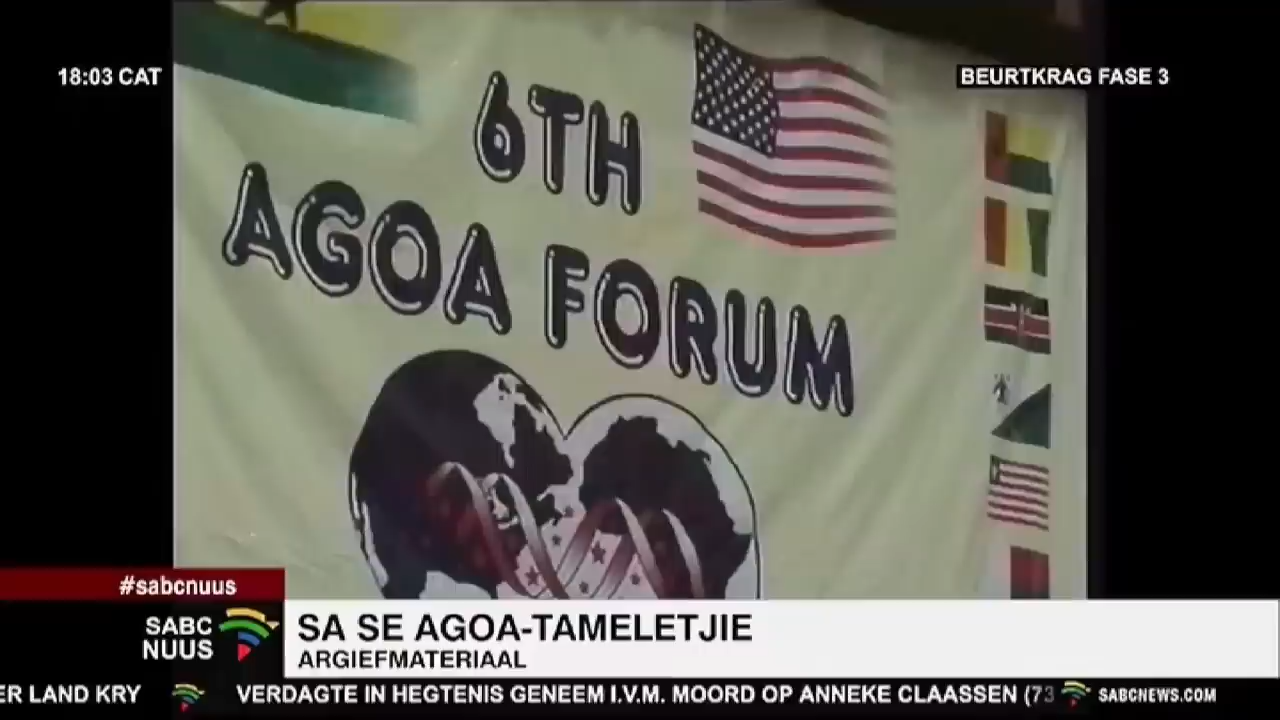 18:03 CAT
BEURTKRAG FASE 3
6TH
AGOA FORUM
#sabcnuus
SABC
NUUS
SA SE AGOA-TAMELETJIE
ARGIEFMATERIAAL
ER LAND KRY
VERDAGTE IN HEGTENIS GENEEM I.V.M. MOORD OP ANNEKE CLAASSEN (73
SABCNEWS.COM